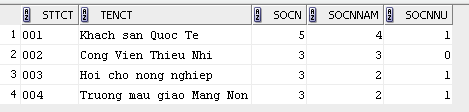 STTCT TENCT SOCN SOCNNAM SOCNNU
1 001 Khach san Quoc Te 5 4 1
2 002 Cong Vien Thieu Nhi 3 3 0
3 003 Hoi cho nong nghiep 3 2 1
4 004 Truong mau giao Mang Non 3 2 1